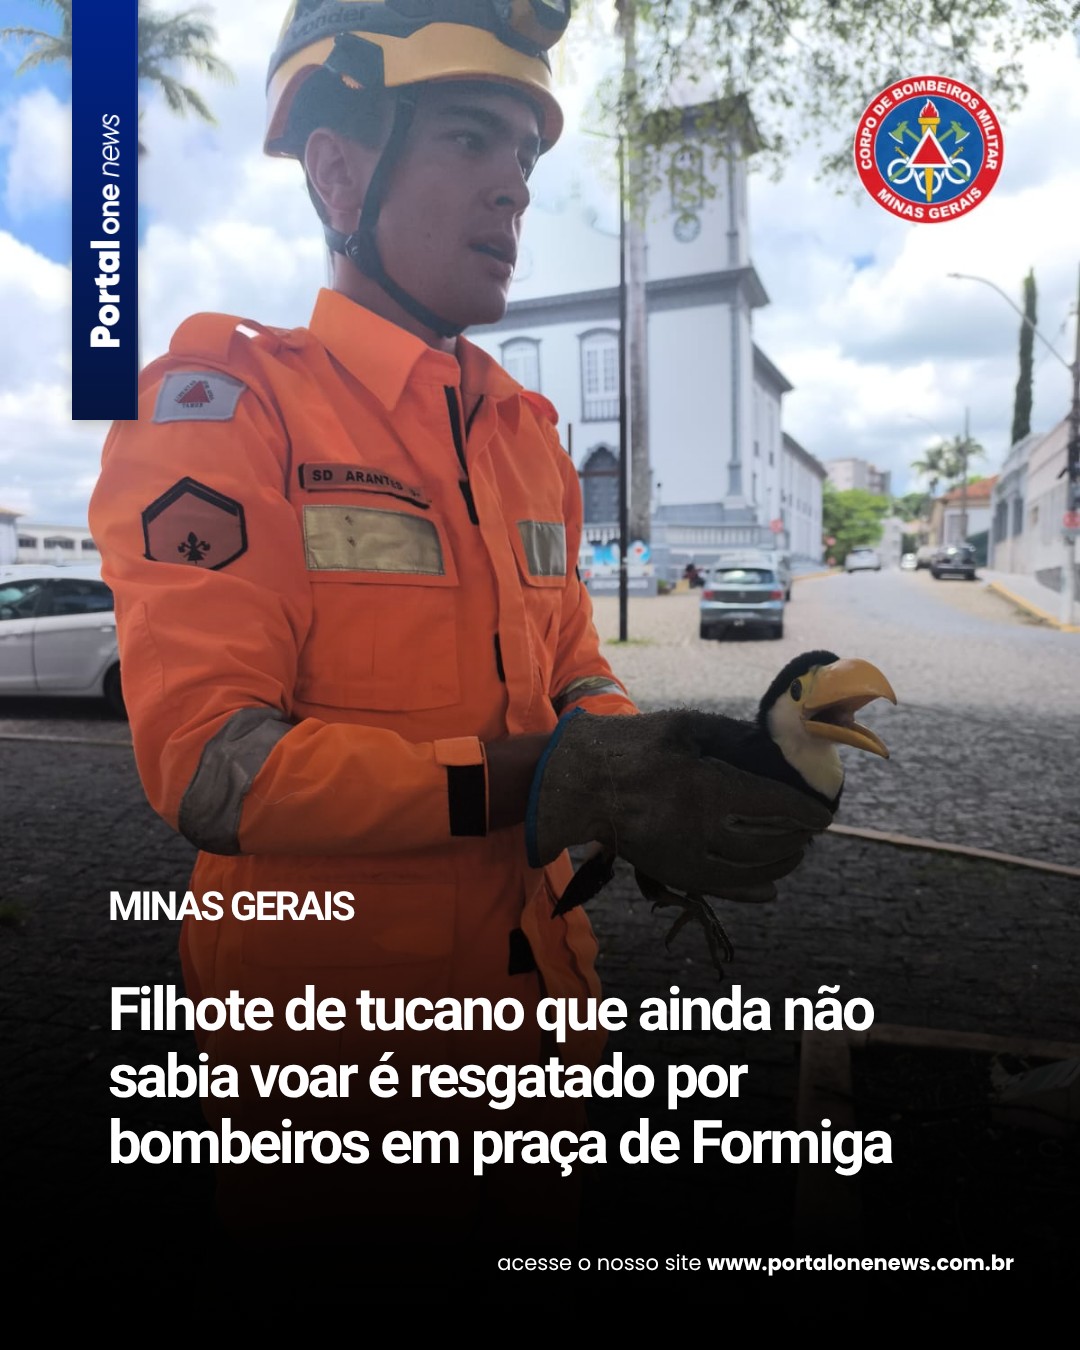 vonder
CORPO DE BOMBEIROS MILITAR
MINAS GERAIS
Portal one news
SD ARANTES
MINAS GERAIS
Filhote de tucano que ainda não
sabia voar é resgatado por
bombeiros em praça de Formiga
acesse o nosso site www.portalonenews.com.br